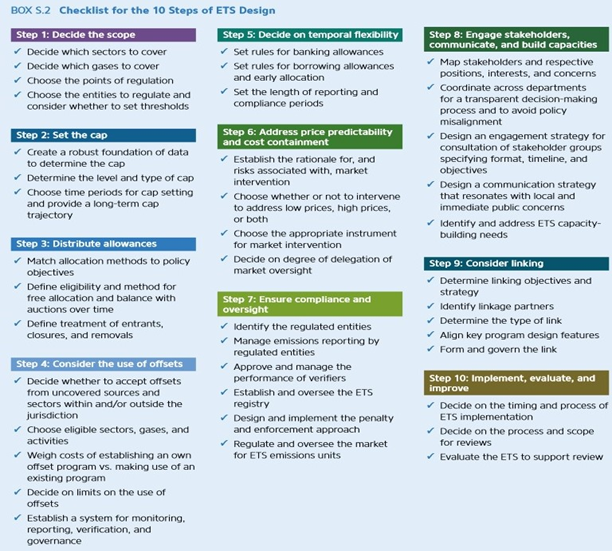 BOX S.2 Checklist for the 10 Steps of ETS Design
Step 1: Decide the scope
✓ Decide which sectors to cover
✓ Decide which gases to cover
✓ Choose the points of regulation
✓ Choose the entities to regulate and
consider whether to set thresholds
Step 2: Set the cap
✓ Create a robust foundation of data
to determine the cap
✓ Determine the level and type of cap
✓ Choose time periods for cap setting
and provide a long-term cap
trajectory
Step 3: Distribute allowances
✓ Match allocation methods to policy
objectives
✓ Define eligibility and method for
free allocation and balance with
auctions over time
✓ Define treatment of entrants,
closures, and removals
Step 4: Consider the use of offsets
✓ Decide whether to accept offsets
from uncovered sources and
sectors within and/or outside the
jurisdiction
✓ Choose eligible sectors, gases, and
activities
✓ Weigh costs of establishing an own
offset program vs. making use of an
existing program
✓ Decide on limits on the use of
offsets
✓ Establish a system for monitoring,
reporting, verification, and
governance
Step 5: Decide on temporal flexibility
✓ Set rules for banking allowances
✓ Set rules for borrowing allowances
and early allocation
✓ Set the length of reporting and
compliance periods
Step 6: Address price predictability
and cost containment
✓ Establish the rationale for, and
risks associated with, market
intervention
✓ Choose whether or not to intervene
to address low prices, high prices,
or both
✓ Choose the appropriate instrument
for market intervention
✓ Decide on degree of delegation of
market oversight
Step 7: Ensure compliance and
oversight
✓ Identify the regulated entities
✓ Manage emissions reporting by
regulated entities
✓ Approve and manage the
performance of verifiers
✓ Establish and oversee the ETS
registry
✓ Design and implement the penalty
and enforcement approach
✓ Regulate and oversee the market
for ETS emissions units
Step 8: Engage stakeholders,
communicate, and build capacities
✓ Map stakeholders and respective
positions, interests, and concerns
✓ Coordinate across departments
for a transparent decision-making
process and to avoid policy
misalignment
✓ Design an engagement strategy for
consultation of stakeholder groups
specifying format, timeline, and
objectives
✓ Design a communication strategy
that resonates with local and
immediate public concerns
✓ Identify and address ETS capacity-
building needs
Step 9: Consider linking
✓ Determine linking objectives and
strategy
✓ Identify linkage partners
✓ Determine the type of link
✓ Align key program design features
✓ Form and govern the link
Step 10: Implement, evaluate, and
improve
✓ Decide on the timing and process of
ETS implementation
✓ Decide on the process and scope
for reviews
✓ Evaluate the ETS to support review